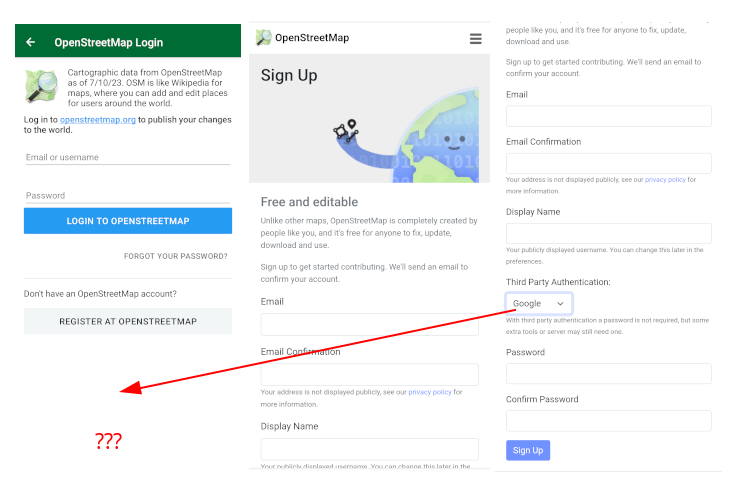 OpenStreetMap Login
Cartographic data from OpenStreetMap
as of 7/10/23. OSM is like Wikipedia for
maps, where you can add and edit places
for users around the world.
Log in to openstreetmap.org to publish your changes
to the world.
Email or username
Password
LOGIN TO OPENSTREETMAP
FORGOT YOUR PASSWORD?
Don't have an OpenStreetMap account?
REGISTER AT OPENSTREETMAP
???
OpenStreetMap
Sign Up
Free and editable
Unlike other maps, OpenStreetMap is completely created by
people like you, and it's free for anyone to fix, update,
download and use.
Sign up to get started contributing. We'll send an email to
confirm your account.
Email
Email Confirmation
Your address is not displayed publicly, see our privacy policy for
more information.
Display Name
Your publicly displayed username. You can change this later in the
people like you, and it's free for anyone to fix, update,
download and use.
Sign up to get started contributing. We'll send an email to
confirm your account.
Email
Email Confirmation
Your address is not displayed publicly, see our privacy policy for
more information.
Display Name
Your publicly displayed username. You can change this later in the
preferences.
Third Party Authentication:
Google
With third party authentication a password is not required, but some
extra tools or server may still need one.
Password
Confirm Password
Sign Up